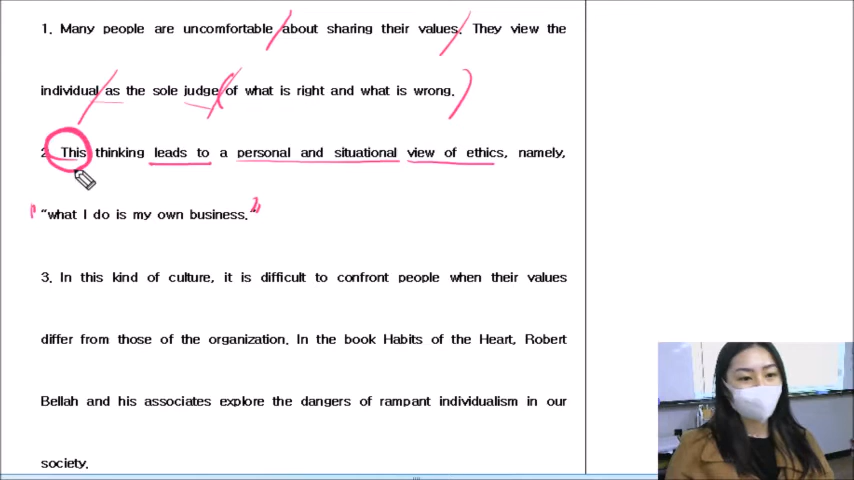 1. Many people are uncomfortable about sharing their values. They view the
individual as the sole judge of what is right and what is wrong.
2. This thinking leads to a personal and situational view of ethics, namely,
"what I do is my own business."
3. In this kind of culture, it is difficult to confront people when their values
differ from those of the organization. In the book Habits of the Heart, Robert
Bellah and his associates explore the dangers of rampant individualism in our
society.